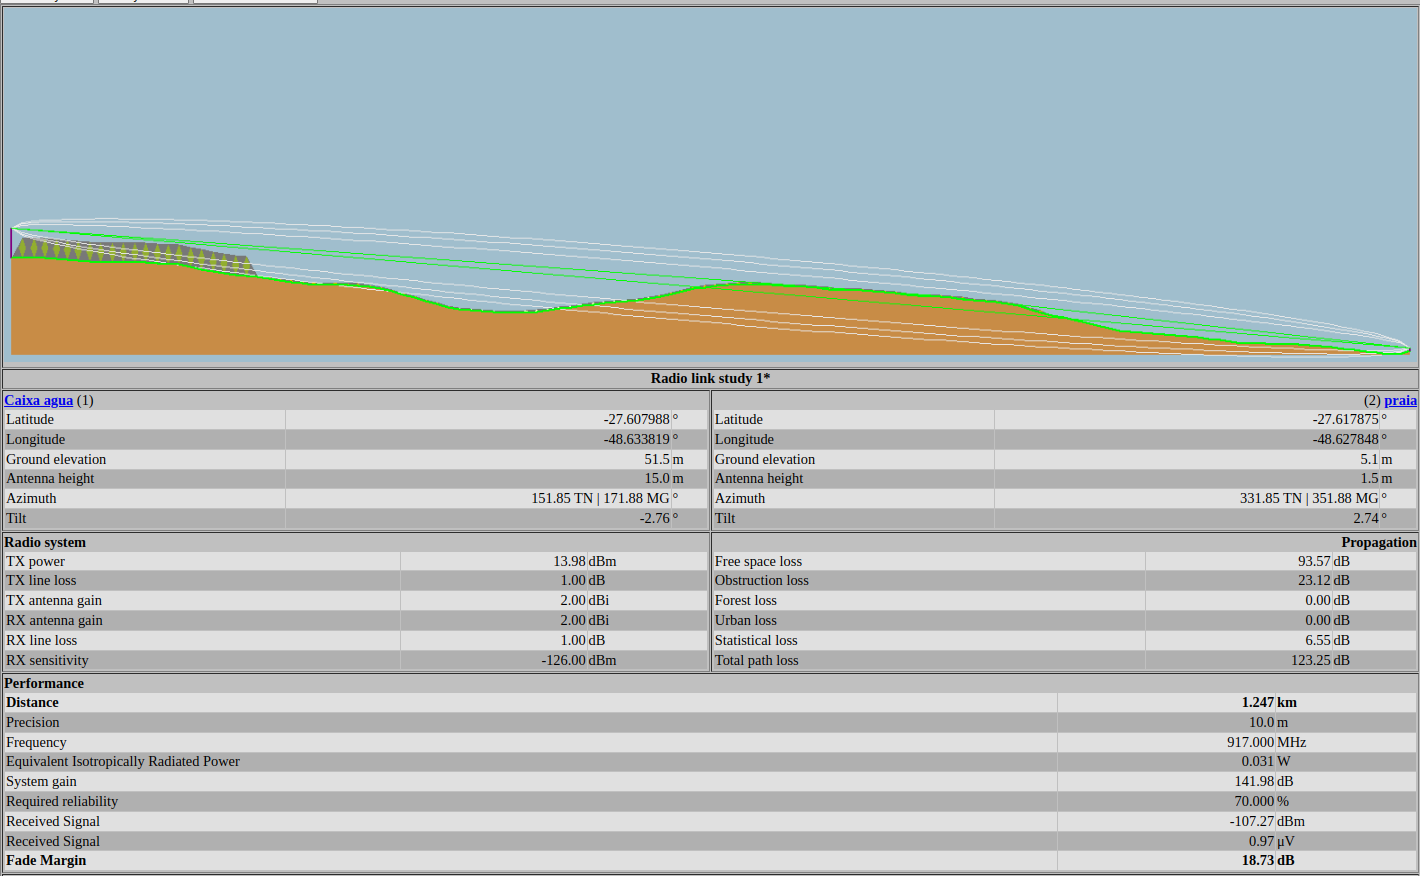 Radio link study 1*
Caixa agua (1)
Latitude -27.607988 °
Longitude -48.633819 °
Ground elevation 51.5 m
Antenna height 15.0 m
Azimuth 151.85 TN | 171.88 MG °
Tilt -2.76 °
(2) praia
Latitude -27.617875 °
Longitude -48.627848 °
Ground elevation 5.1 m
Antenna height 1.5 m
Azimuth 331.85 TN | 351.88 MG °
Tilt 2.74 °
Radio system
TX power 13.98 dBm
TX line loss 1.00 dB
TX antenna gain 2.00 dBi
RX antenna gain 2.00 dBi
RX line loss 1.00 dB
RX sensitivity -126.00 dBm
Propagation
Free space loss 93.57 dB
Obstruction loss 23.12 dB
Forest loss 0.00 dB
Urban loss 0.00 dB
Statistical loss 6.55 dB
Total path loss 123.25 dB
Performance
Distance 1.247 km
Precision 10.0 m
Frequency 917.000 MHz
Equivalent Isotropically Radiated Power 0.031 W
System gain 141.98 dB
Required reliability 70.000 %
Received Signal -107.27 dBm
Received Signal 0.97 μV
Fade Margin 18.73 dB